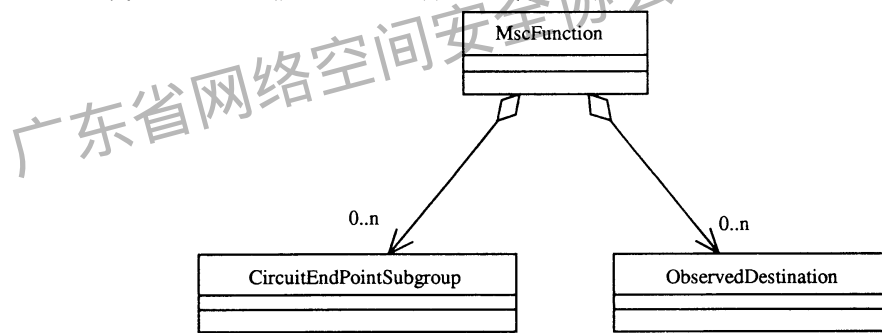 MscFunction
广东省网络空间安全协会
0..n
0..n
CircuitEndPointSubgroup
ObservedDestination